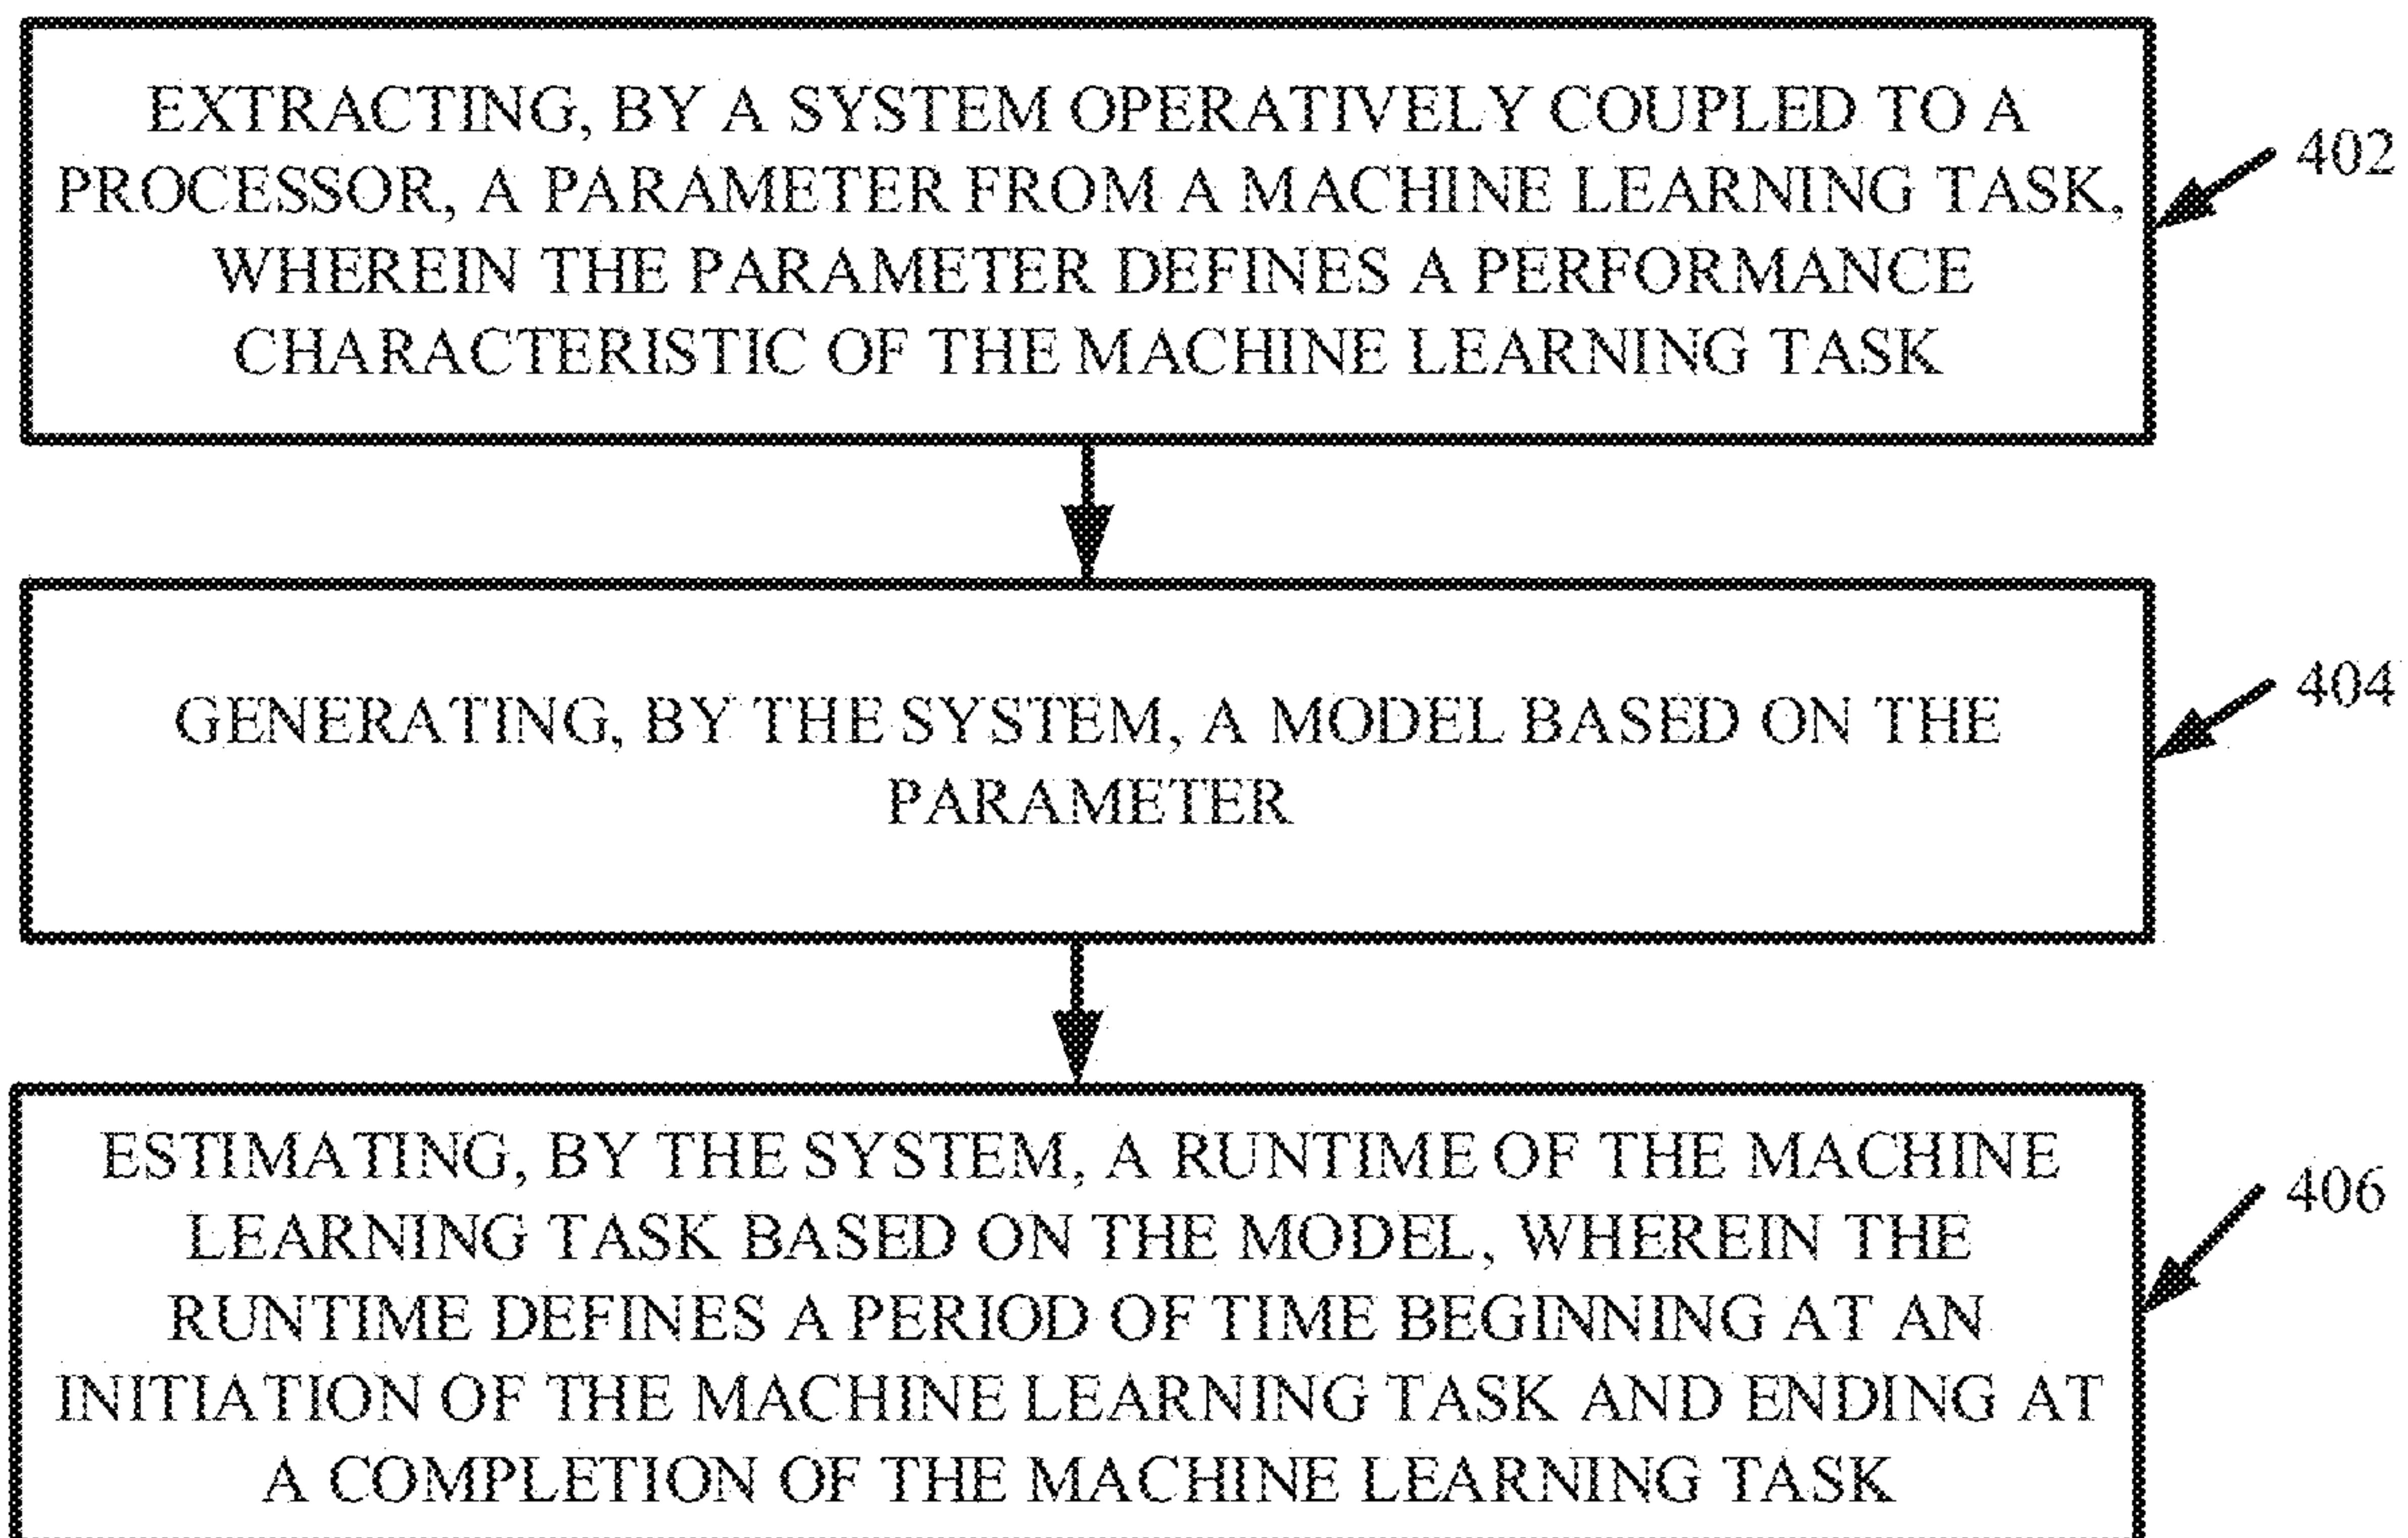 EXTRACTING, BY A SYSTEM OPERATIVELY COUPLED TO A
PROCESSOR, A PARAMETER FROM A MACHINE LEARNING TASK,
WHEREIN THE PARAMETER DEFINES A PERFORMANCE
CHARACTERISTIC OF THE MACHINE LEARNING TASK
402
GENERATING, BY THE SYSTEM, A MODEL BASED ON THE
PARAMETER
404
ESTIMATING, BY THE SYSTEM, A RUNTIME OF THE MACHINE
LEARNING TASK BASED ON THE MODEL, WHEREIN THE
RUNTIME DEFINES A PERIOD OF TIME BEGINNING AT AN
INITIATION OF THE MACHINE LEARNING TASK AND ENDING AT
A COMPLETION OF THE MACHINE LEARNING TASK
406